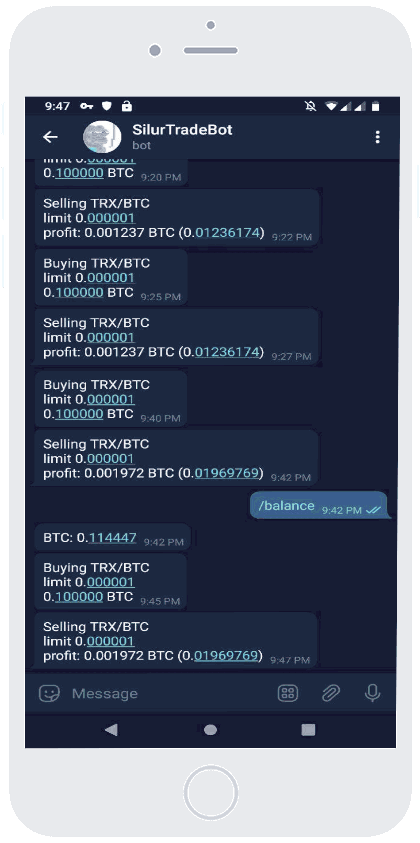 9:47
SilurTradeBot
bot
limit 0.000001
0.100000 BTC 9:20 PM
Selling TRX/BTC
limit 0.000001
profit: 0.001237 BTC (0.01236174) 9:22 PM
Buying TRX/BTC
limit 0.000001
0.100000 BTC 9:25 PM
Selling TRX/BTC
limit 0.000001
profit: 0.001237 BTC (0.01236174) 9:27 PM
Buying TRX/BTC
limit 0.000001
0.100000 BTC 9:40 PM
Selling TRX/BTC
limit 0.000001
profit: 0.001972 BTC (0.01969769) 9:42 PM
/balance 9:42 PM
BTC: 0.114447 9:42 PM
Buying TRX/BTC
limit 0.000001
0.100000 BTC 9:45 PM
Selling TRX/BTC
limit 0.000001
profit: 0.001972 BTC (0.01969769) 9:47 PM
Message